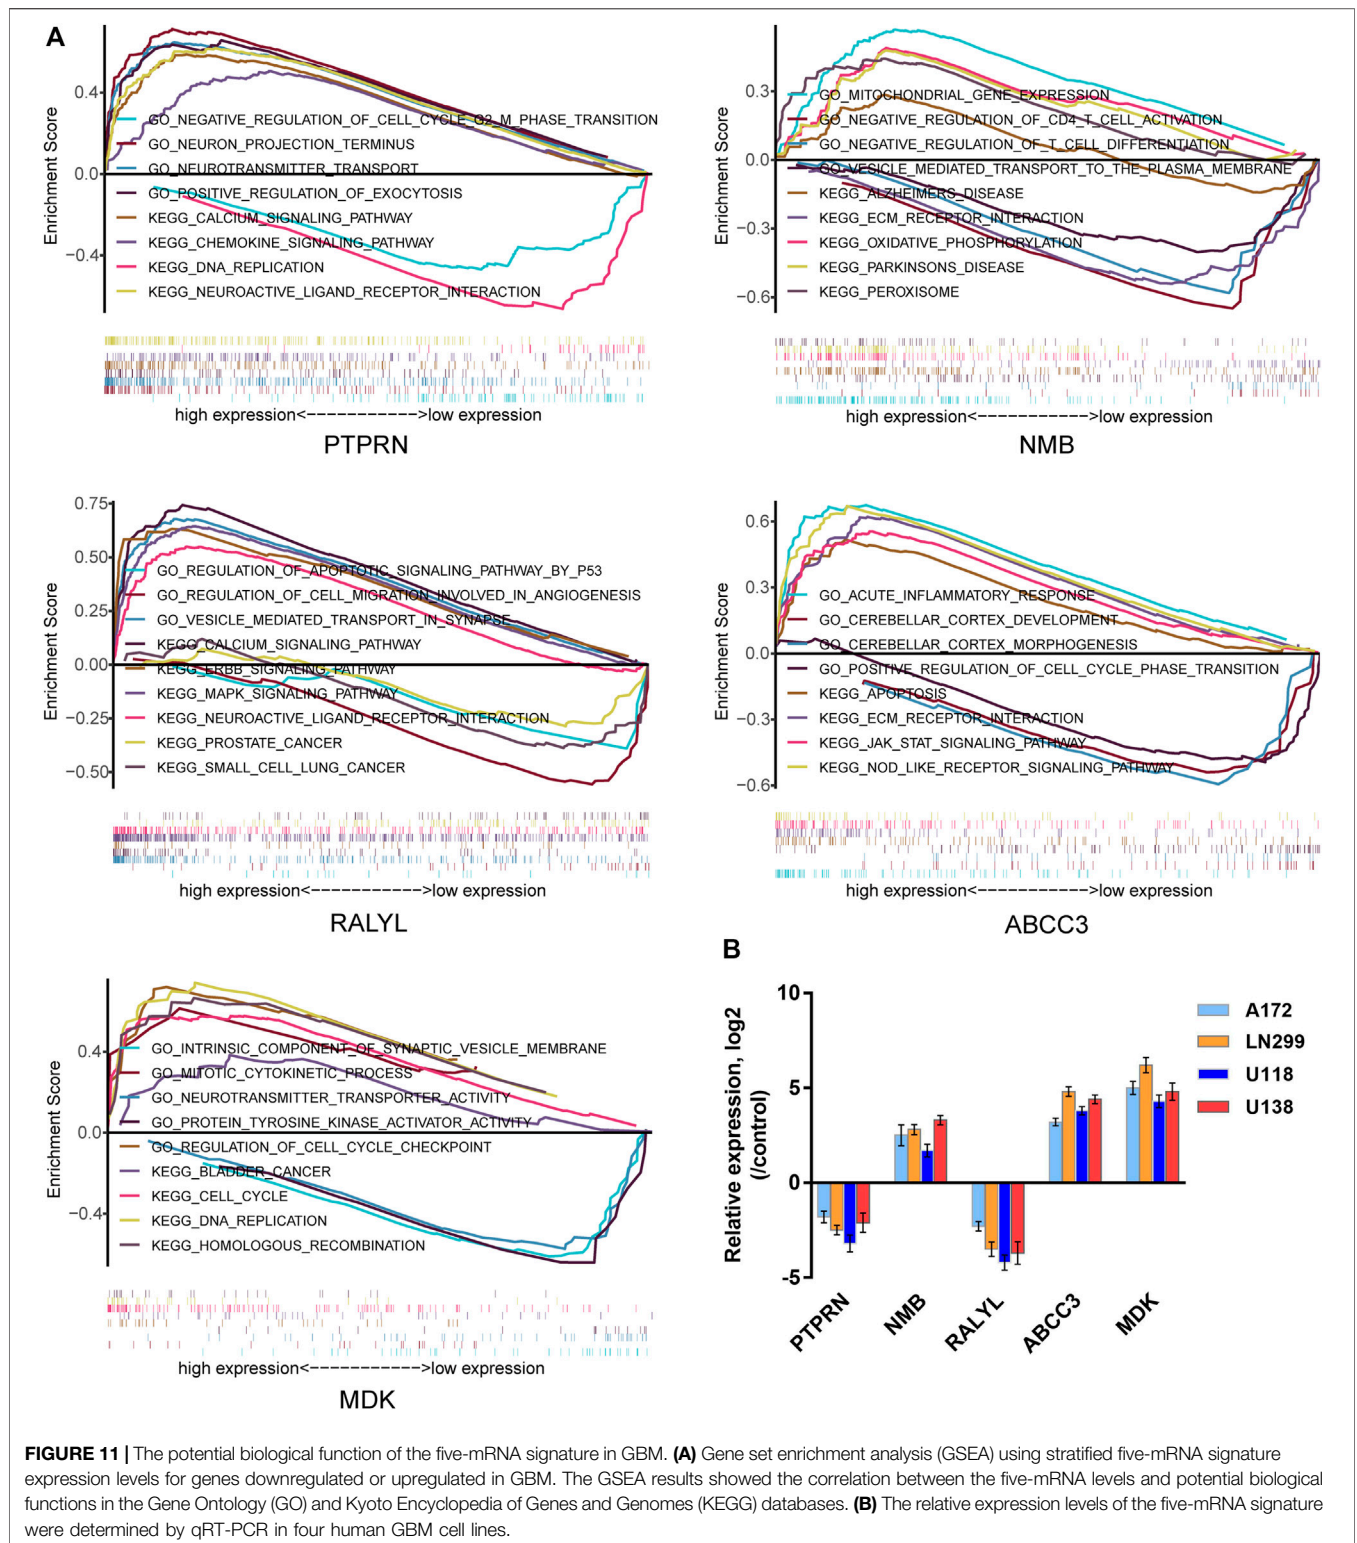 A
Enrichment Score
0.4
0.0
−0.4
GO_NEGATIVE_REGULATION_OF_CELL_CYCLE_G2_M_PHASE_TRANSITION
GO_NEURON_PROJECTION_TERMINUS
GO_NEUROTRANSMITTER_TRANSPORT
GO_POSITIVE_REGULATION_OF_EXOCYTOSIS
KEGG_CALCIUM_SIGNALING_PATHWAY
KEGG_CHEMOKINE_SIGNALING_PATHWAY
KEGG_DNA_REPLICATION
KEGG_NEUROACTIVE_LIGAND_RECEPTOR_INTERACTION
high expression<------------>low expression
PTPRN
Enrichment Score
0.3
0.0
−0.3
−0.6
GO_MITOCHONDRIAL_GENE_EXPRESSION
GO_NEGATIVE_REGULATION_OF_CD4_T_CELL_ACTIVATION
GO_NEGATIVE_REGULATION_OF_T_CELL_DIFFERENTIATION
GO_VESICLE_MEDIATED_TRANSPORT_TO_THE_PLASMA_MEMBRANE
KEGG_ALZHEIMERS_DISEASE
KEGG_ECM_RECEPTOR_INTERACTION
KEGG_OXIDATIVE_PHOSPHORYLATION
KEGG_PARKINSONS_DISEASE
KEGG_PEROXISOME
high expression<------------>low expression
NMB
Enrichment Score
0.75
0.50
0.25
0.00
−0.25
−0.50
GO_REGULATION_OF_APOPTOTIC_SIGNALING_PATHWAY_BY_P53
GO_REGULATION_OF_CELL_MIGRATION_INVOLVED_IN_ANGIOGENESIS
GO_VESICLE_MEDIATED_TRANSPORT_IN_SYNAPSE
KEGG_CALCIUM_SIGNALING_PATHWAY
KEGG_ERBB_SIGNALING_PATHWAY
KEGG_MAPK_SIGNALING_PATHWAY
KEGG_NEUROACTIVE_LIGAND_RECEPTOR_INTERACTION
KEGG_PROSTATE_CANCER
KEGG_SMALL_CELL_LUNG_CANCER
high expression<------------>low expression
RALYL
Enrichment Score
0.6
0.3
0.0
−0.3
−0.6
GO_ACUTE_INFLAMMATORY_RESPONSE
GO_CEREBELLAR_CORTEX_DEVELOPMENT
GO_CEREBELLAR_CORTEX_MORPHOGENESIS
GO_POSITIVE_REGULATION_OF_CELL_CYCLE_PHASE_TRANSITION
KEGG_APOPTOSIS
KEGG_ECM_RECEPTOR_INTERACTION
KEGG_JAK_STAT_SIGNALING_PATHWAY
KEGG_NOD_LIKE_RECEPTOR_SIGNALING_PATHWAY
high expression<------------>low expression
ABCC3
Enrichment Score
0.4
0.0
−0.4
GO_INTRINSIC_COMPONENT_OF_SYNAPTIC_VESICLE_MEMBRANE
GO_MITOTIC_CYTOKINETIC_PROCESS
GO_NEUROTRANSMITTER_TRANSPORTER_ACTIVITY
GO_PROTEIN_TYROSINE_KINASE_ACTIVATOR_ACTIVITY
GO_REGULATION_OF_CELL_CYCLE_CHECKPOINT
KEGG_BLADDER_CANCER
KEGG_CELL_CYCLE
KEGG_DNA_REPLICATION
KEGG_HOMOLOGOUS_RECOMBINATION
high expression<------------>low expression
MDK
B
Relative expression, log2
(/control)
10
5
0
-5
PTPRN
NMB
RALYL
ABCC3
MDK
A172
LN299
U118
U138
FIGURE 11 | The potential biological function of the five-mRNA signature in GBM. (A) Gene set enrichment analysis (GSEA) using stratified five-mRNA signature
expression levels for genes downregulated or upregulated in GBM. The GSEA results showed the correlation between the five-mRNA levels and potential biological
functions in the Gene Ontology (GO) and Kyoto Encyclopedia of Genes and Genomes (KEGG) databases. (B) The relative expression levels of the five-mRNA signature
were determined by qRT-PCR in four human GBM cell lines.